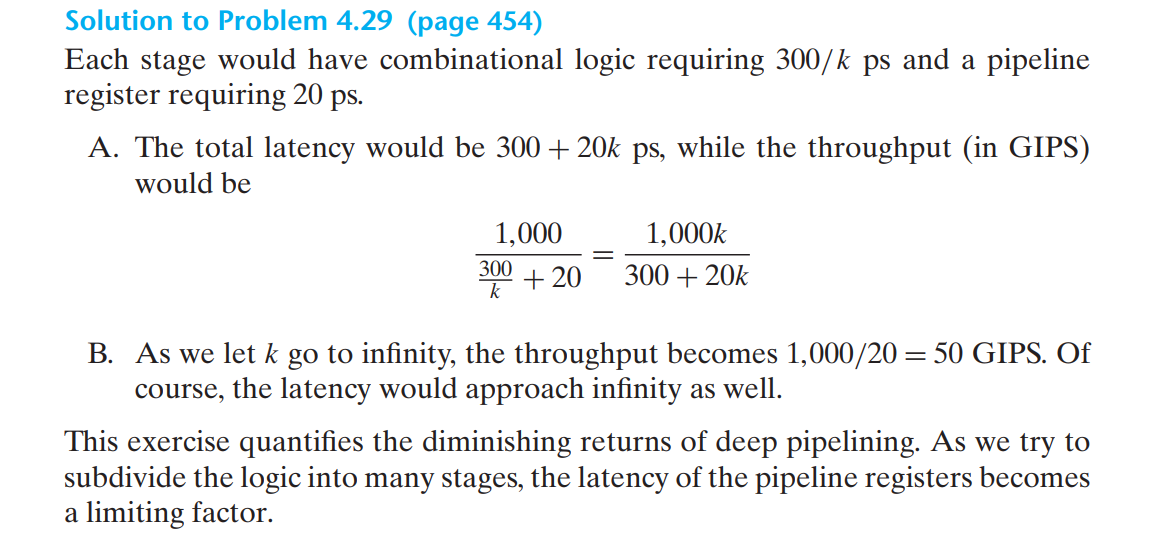 Solution to Problem 4.29 (page 454)
Each stage would have combinational logic requiring 300/k ps and a pipeline
register requiring 20 ps.
A. The total latency would be 300 + 20k ps, while the throughput (in GIPS)
would be
1,000 / (300/k + 20) = 1,000k / (300 + 20k)
B. As we let k go to infinity, the throughput becomes 1,000/20 = 50 GIPS. Of
course, the latency would approach infinity as well.
This exercise quantifies the diminishing returns of deep pipelining. As we try to
subdivide the logic into many stages, the latency of the pipeline registers becomes
a limiting factor.